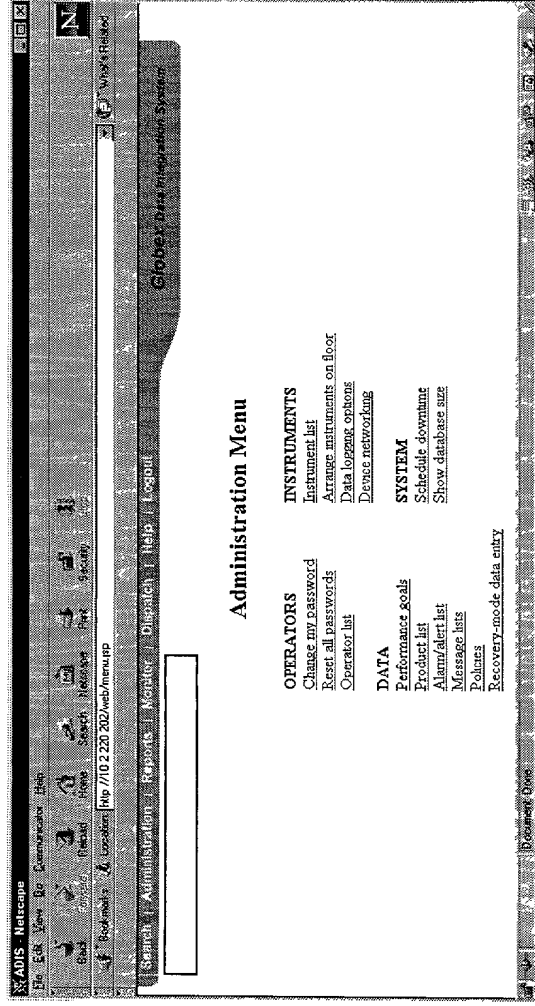 ADIS - Netscape
File Edit View Go Communicator Help
Back Forward Reload Home Search Netscape Print Security
Bookmarks Location: http //10 2 220 202/web/menu.jsp What's Related
Search | Administration | Reports | Monitor | Dispatch | Help | Logout
Globex Data Integration System
Administration Menu
OPERATORS
Change my password
Reset all passwords
Operator list
DATA
Performance goals
Product list
Alarm/alert list
Message lists
Policies
Recovery-mode data entry
INSTRUMENTS
Instrument list
Arrange instruments on floor
Data logging options
Device networking
SYSTEM
Schedule downtime
Show database size
Document Done